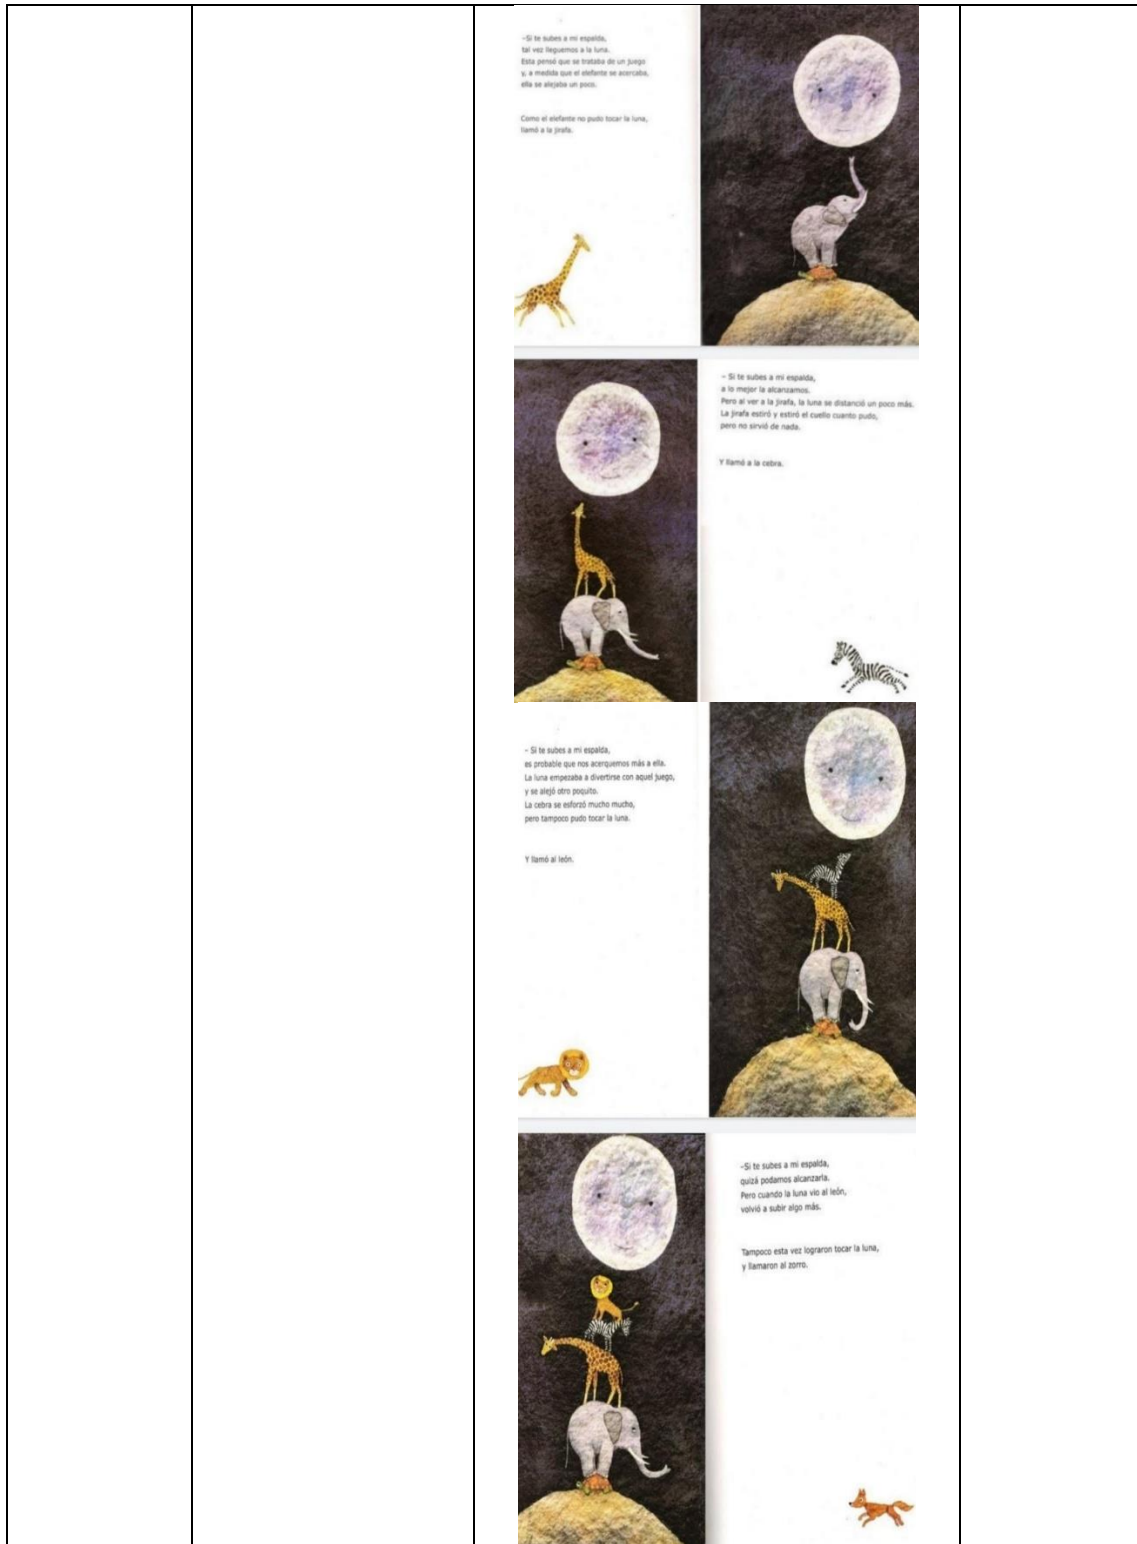 –Si te subes a mi espalda,
tal vez lleguemos a la luna.
Esta pensó que se trataba de un juego
y, a medida que el elefante se acercaba,
ella se alejaba un poco.
Como el elefante no pudo tocar la luna,
llamó a la jirafa.
– Si te subes a mi espalda,
a lo mejor la alcanzamos.
Pero al ver a la jirafa, la luna se distanció un poco más.
La jirafa estiró y estiró el cuello cuanto pudo,
pero no sirvió de nada.
Y llamó a la cebra.
– Si te subes a mi espalda,
es probable que nos acerquemos más a ella.
La luna empezaba a divertirse con aquel juego,
y se alejó otro poquito.
La cebra se esforzó mucho mucho,
pero tampoco pudo tocar la luna.
Y llamó al león.
–Si te subes a mi espalda,
quizá podamos alcanzarla.
Pero cuando la luna vio al león,
volvió a subir algo más.
Tampoco esta vez lograron tocar la luna,
y llamaron al zorro.